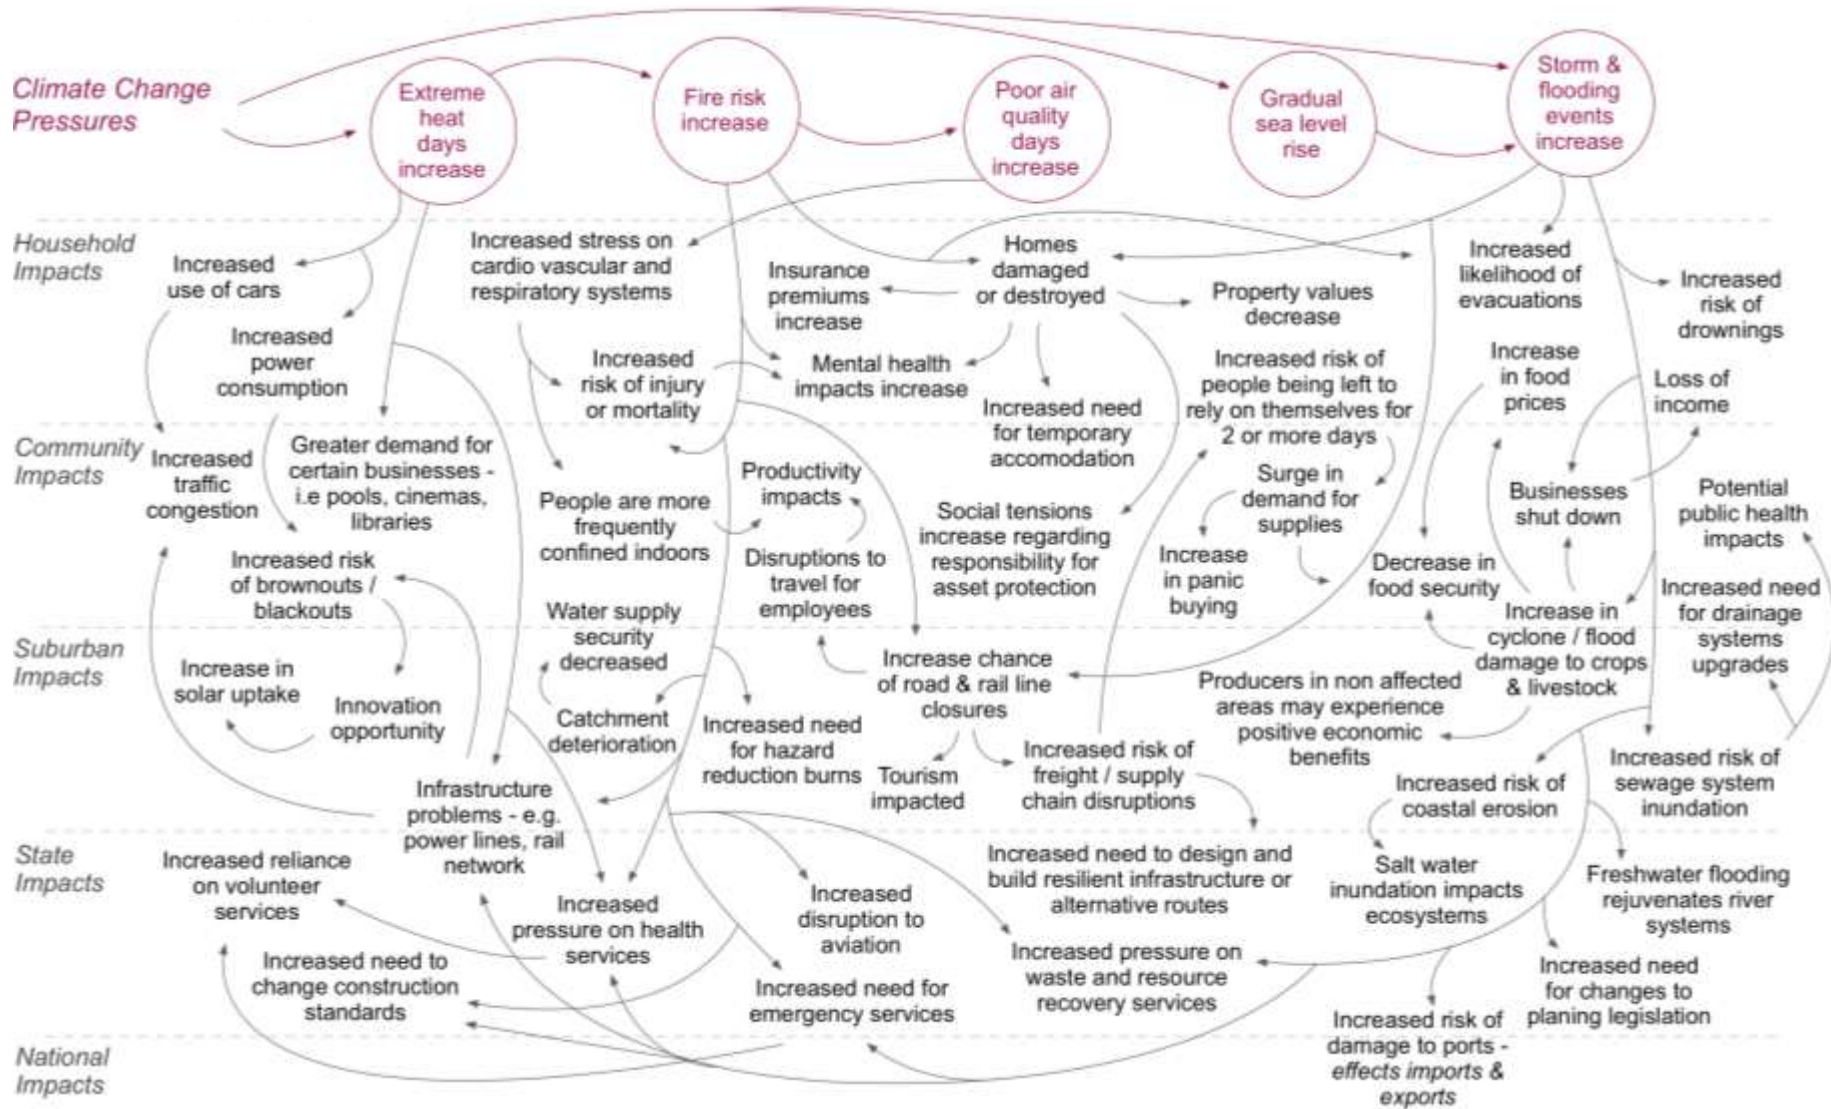 Climate Change
Pressures
Extreme
heat
days
increase
Fire risk
increase
Poor air
quality
days
increase
Gradual
sea level
rise
Storm &
flooding
events
increase
Household
Impacts
Increased
use of cars
Increased
power
consumption
Increased stress on
cardio vascular and
respiratory systems
Increased
risk of injury
or mortality
Insurance
premiums
increase
Mental health
impacts increase
Homes
damaged
or destroyed
Increased need
for temporary
accomodation
Property values
decrease
Increased risk of
people being left to
rely on themselves for
2 or more days
Increased
likelihood of
evacuations
Increase
in food
prices
Increased
risk of
drownings
Loss of
income
Community
Impacts
Increased
traffic
congestion
Greater demand for
certain businesses -
i.e pools, cinemas,
libraries
Increased risk
of brownouts /
blackouts
People are more
frequently
confined indoors
Productivity
impacts
Disruptions to
travel for
employees
Social tensions
increase regarding
responsibility for
asset protection
Surge in
demand for
supplies
Increase
in panic
buying
Decrease in
food security
Businesses
shut down
Potential
public health
impacts
Increase in
cyclone / flood
damage to crops
& livestock
Increased need
for drainage
systems
upgrades
Suburban
Impacts
Increase in
solar uptake
Innovation
opportunity
Water supply
security
decreased
Catchment
deterioration
Increased need
for hazard
reduction burns
Increase chance
of road & rail line
closures
Tourism
impacted
Increased risk of
freight / supply
chain disruptions
Producers in non affected
areas may experience
positive economic
benefits
Increased risk of
coastal erosion
Increased risk of
sewage system
inundation
Infrastructure
problems - e.g.
power lines, rail
network
State
Impacts
Increased reliance
on volunteer
services
Increased need to
change construction
standards
Increased
pressure on health
services
Increased
disruption to
aviation
Increased need for
emergency services
Increased need to design and
build resilient infrastructure or
alternative routes
Increased pressure on
waste and resource
recovery services
Salt water
inundation impacts
ecosystems
Freshwater flooding
rejuvenates river
systems
Increased need
for changes to
planing legislation
Increased risk of
damage to ports -
effects imports &
exports
National
Impacts